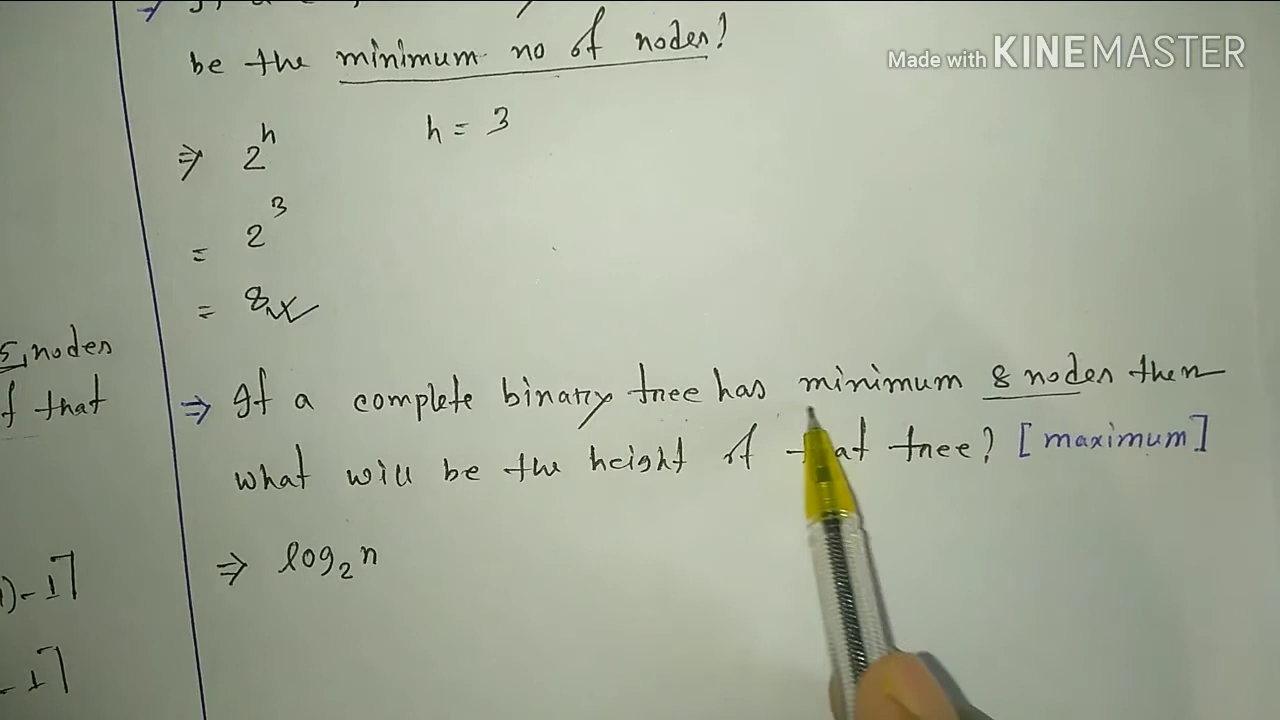 be the minimum no of nodes?
Made with KINEMASTER
⇒ 2^h h = 3
= 2^3
= 8
5 nodes
f that
⇒ If a complete binary tree has minimum 8 nodes then
what will be the height of that tree? [maximum]
⇒ log₂n
)-1⌉
-1⌉